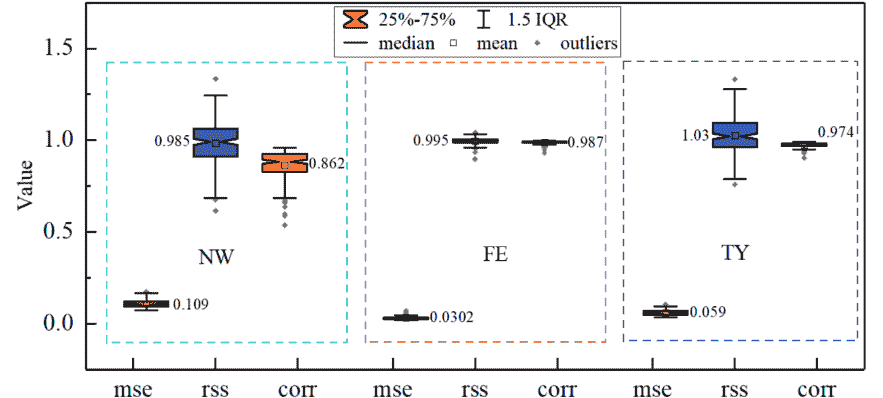 25%-75% 1.5 IQR
median mean outliers
1.5
1.0
0.5
0.0
Value
0.985
0.862
0.109
NW
0.995
0.987
0.0302
FE
1.03
0.974
0.059
TY
mse rss corr mse rss corr mse rss corr